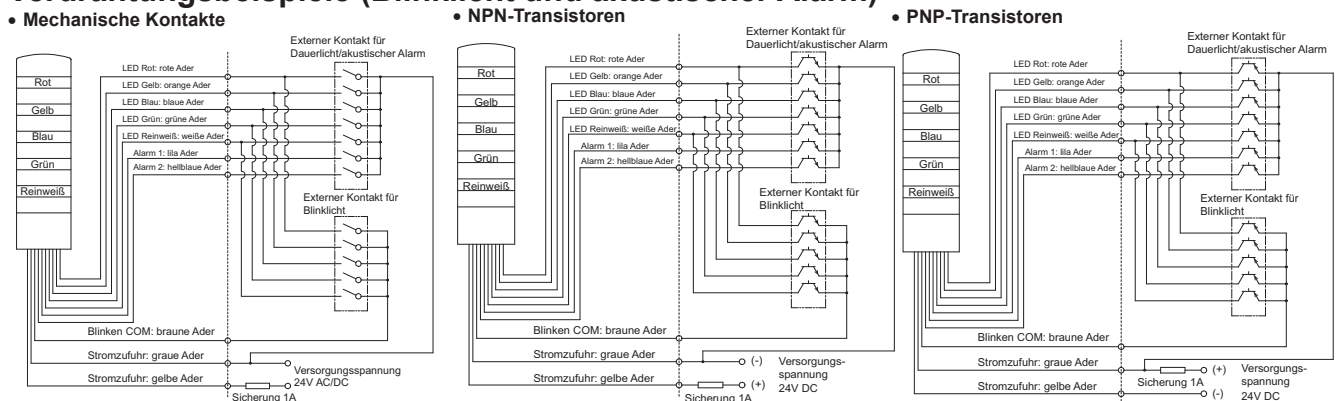 Verdrahtungsbeispiele (Blinklicht und akustischer Alarm)
• Mechanische Kontakte
Externer Kontakt für
Dauerlicht/akustischer Alarm
LED Rot: rote Ader
LED Gelb: orange Ader
LED Blau: blaue Ader
LED Grün: grüne Ader
LED Reinweiß: weiße Ader
Alarm 1: lila Ader
Alarm 2: hellblaue Ader
Rot
Gelb
Blau
Grün
Reinweiß
Externer Kontakt für
Blinklicht
Blinken COM: braune Ader
Stromzufuhr: graue Ader
Stromzufuhr: gelbe Ader
Versorgungsspannung
24V AC/DC
Sicherung 1A
• NPN-Transistoren
Externer Kontakt für
Dauerlicht/akustischer Alarm
LED Rot: rote Ader
LED Gelb: orange Ader
LED Blau: blaue Ader
LED Grün: grüne Ader
LED Reinweiß: weiße Ader
Alarm 1: lila Ader
Alarm 2: hellblaue Ader
Rot
Gelb
Blau
Grün
Reinweiß
Externer Kontakt für
Blinklicht
Blinken COM: braune Ader
Stromzufuhr: graue Ader
Stromzufuhr: gelbe Ader
(-)
(+)
Versorgungs-
spannung
24V DC
Sicherung 1A
• PNP-Transistoren
Externer Kontakt für
Dauerlicht/akustischer Alarm
LED Rot: rote Ader
LED Gelb: orange Ader
LED Blau: blaue Ader
LED Grün: grüne Ader
LED Reinweiß: weiße Ader
Alarm 1: lila Ader
Alarm 2: hellblaue Ader
Rot
Gelb
Blau
Grün
Reinweiß
Externer Kontakt für
Blinklicht
Blinken COM: braune Ader
Stromzufuhr: graue Ader
Stromzufuhr: gelbe Ader
(+)
Sicherung 1A
(-)
Versorgungs-
spannung
24V DC